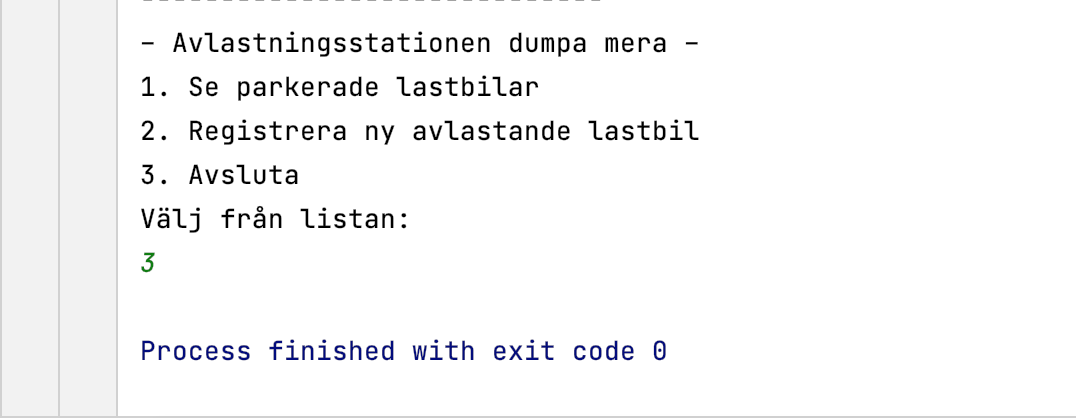 - Avlastningsstationen dumpa mera -
1. Se parkerade lastbilar
2. Registrera ny avlastande lastbil
3. Avsluta
Välj från listan:
3
Process finished with exit code 0